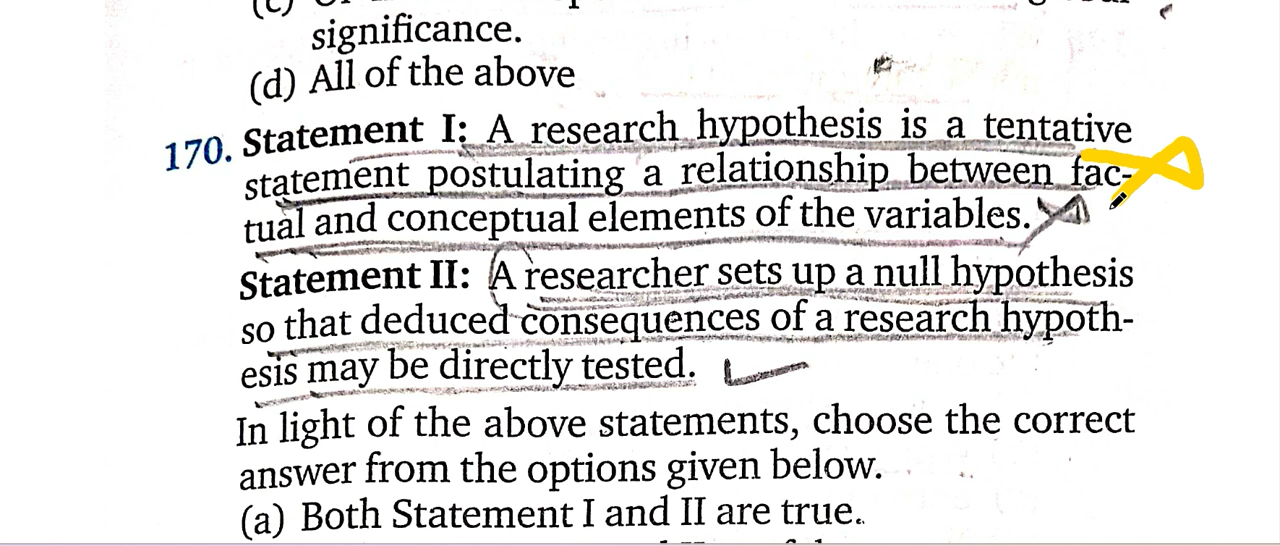 significance.
(d) All of the above
170. Statement I: A research hypothesis is a tentative
statement postulating a relationship between fac-
tual and conceptual elements of the variables.
Statement II: A researcher sets up a null hypothesis
so that deduced consequences of a research hypoth-
esis may be directly tested.
In light of the above statements, choose the correct
answer from the options given below.
(a) Both Statement I and II are true.